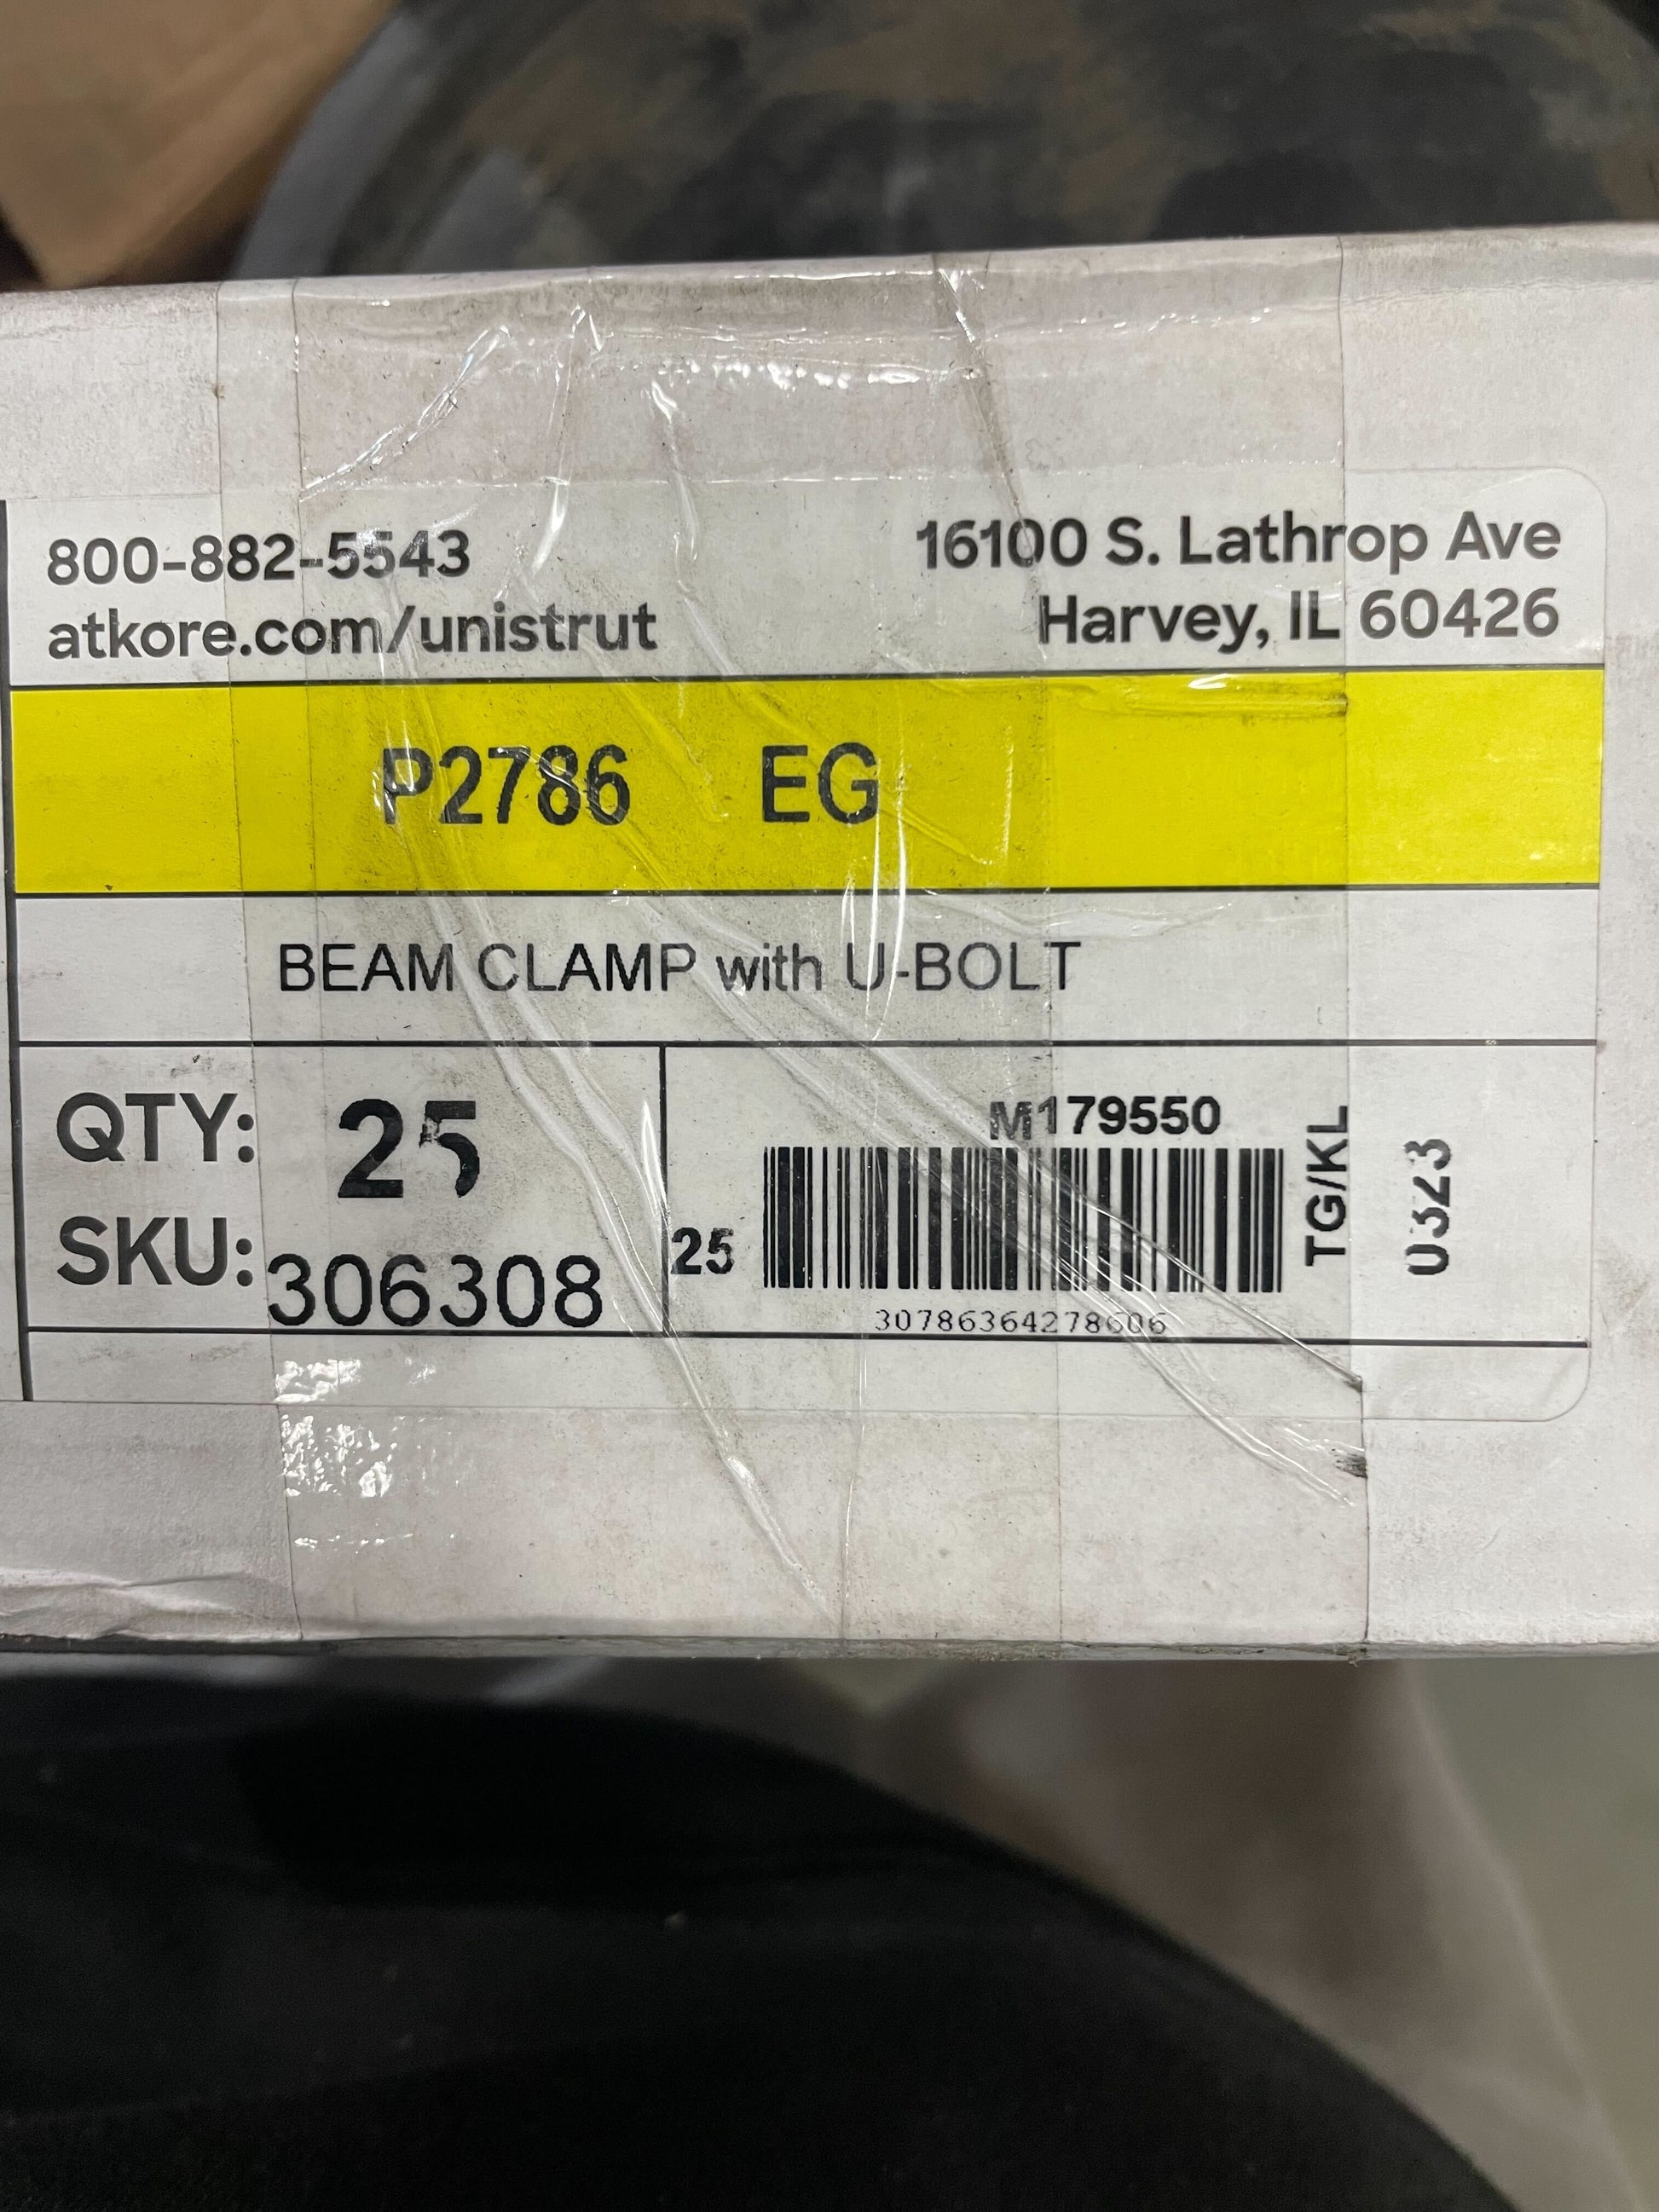 800-882-5543
16100 S. Lathrop Ave
atkore.com/unistrut
Harvey, IL 60426
P2786 EG
BEAM CLAMP with U-BOLT
QTY: 25
SKU: 306308
M179550
25
30786364278606
TG/KL
0323